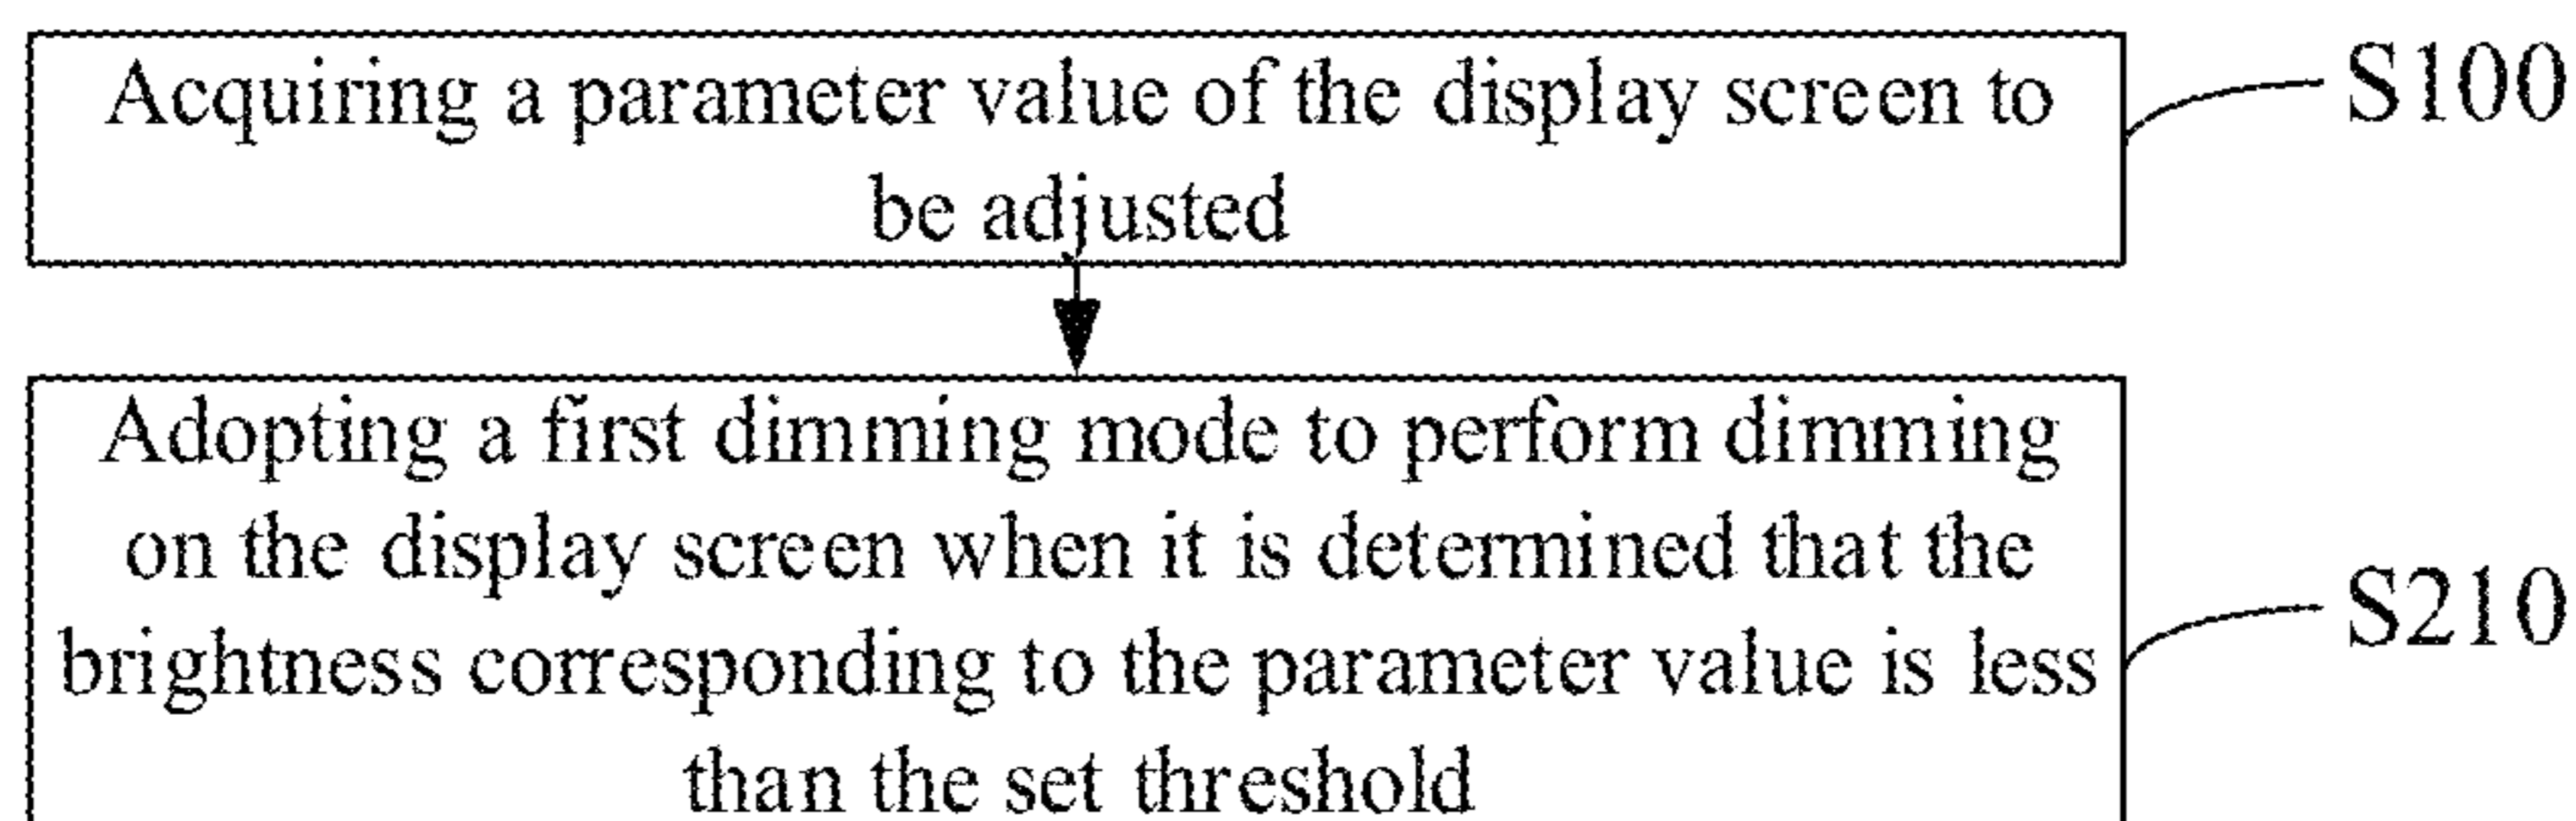 Acquiring a parameter value of the display screen to
be adjusted
S100
Adopting a first dimming mode to perform dimming
on the display screen when it is determined that the
brightness corresponding to the parameter value is less
than the set threshold
S210